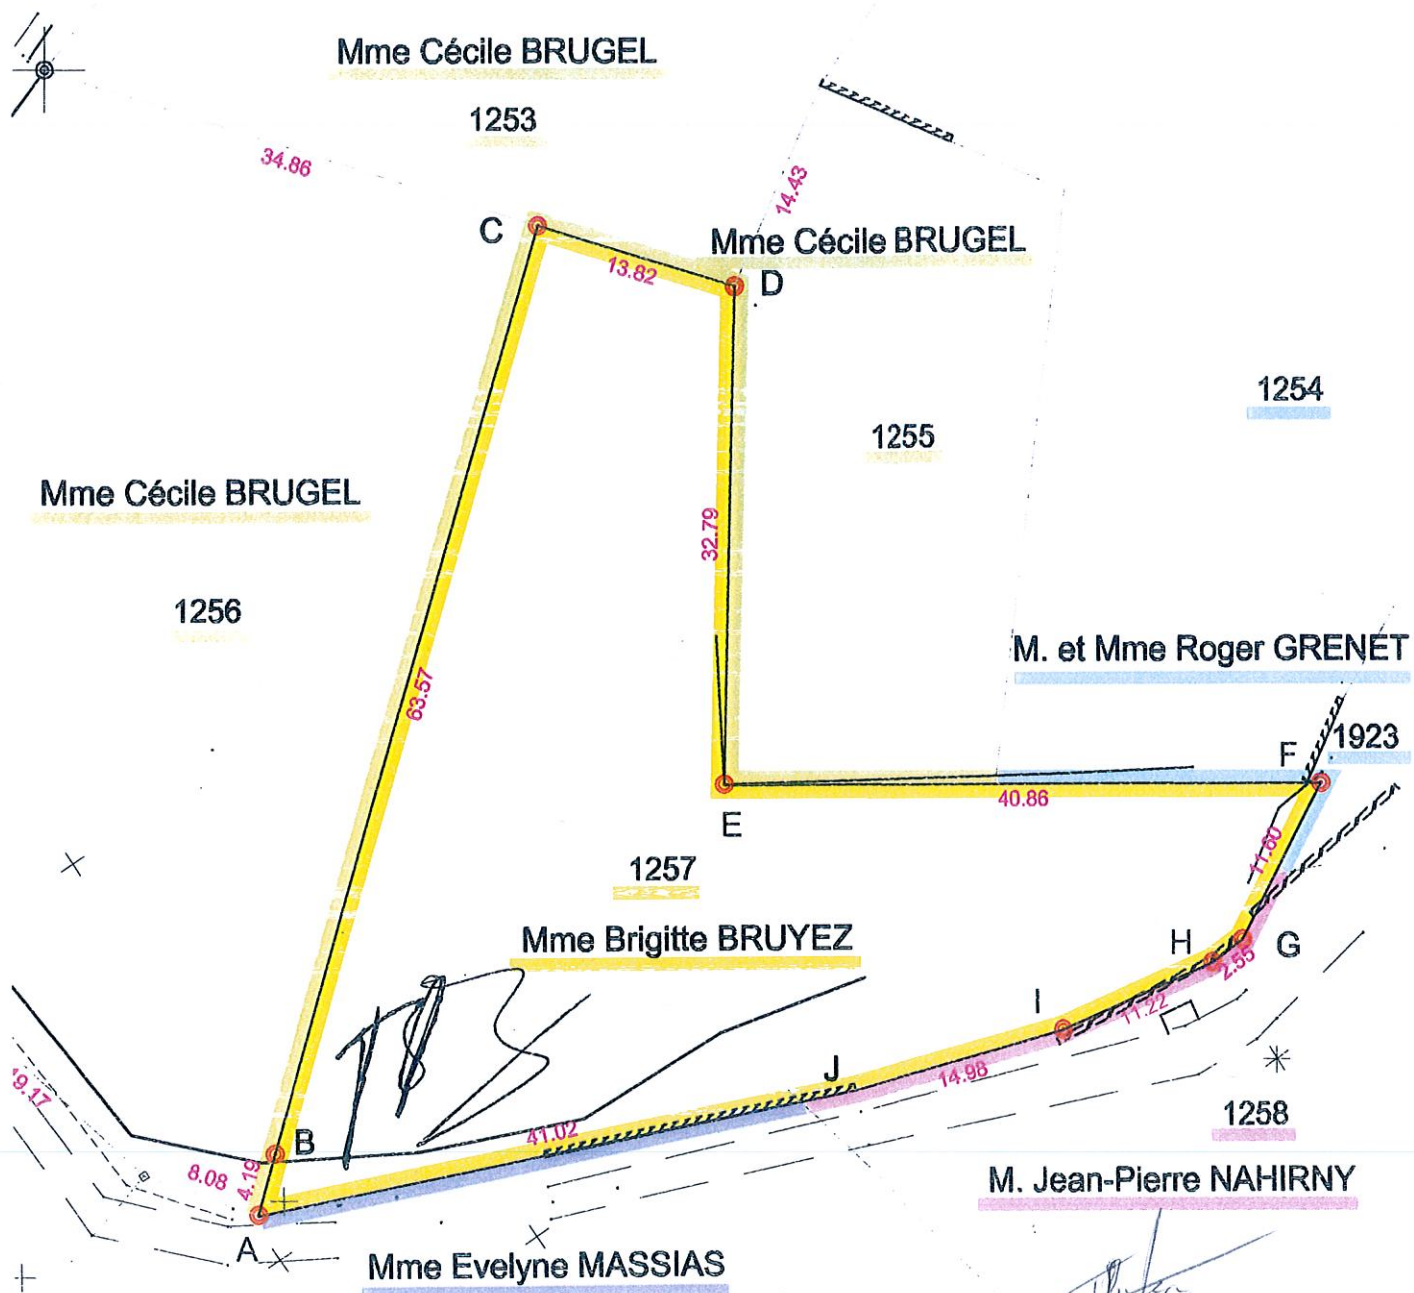 Mme Cécile BRUGEL
1253
34.86
14.43
C
Mme Cécile BRUGEL
13.82
D
1254
1255
Mme Cécile BRUGEL
32.79
1256
M. et Mme Roger GRENET
63.57
1923
F
40.86
E
11.60
1257
Mme Brigitte BRUYEZ
H
G
2.55
I
11.22
J
14.98
9.17
1258
41.02
B
8.08
4.19
M. Jean-Pierre NAHIRNY
A
Mme Evelyne MASSIAS